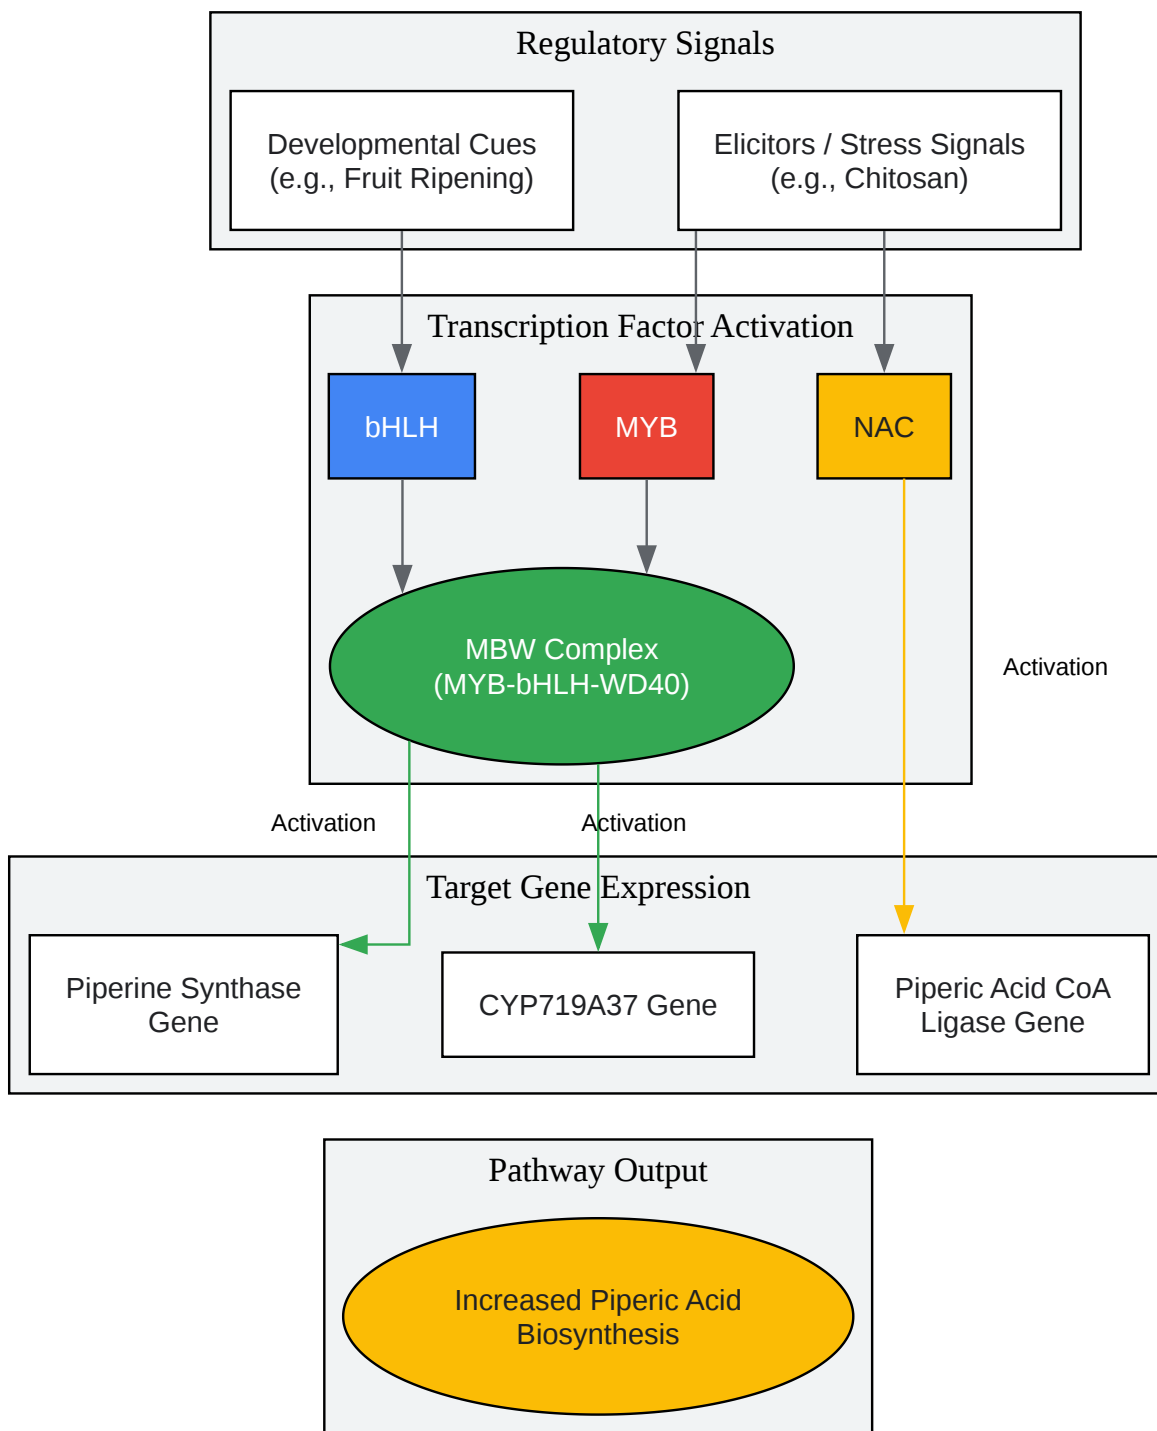 Regulatory Signals
Developmental Cues
(e.g., Fruit Ripening)
Elicitors / Stress Signals
(e.g., Chitosan)
Transcription Factor Activation
bHLH
MYB
NAC
MBW Complex
(MYB-bHLH-WD40)
Activation
Activation
Activation
Target Gene Expression
Piperine Synthase
Gene
CYP719A37 Gene
Piperic Acid CoA
Ligase Gene
Pathway Output
Increased Piperic Acid
Biosynthesis